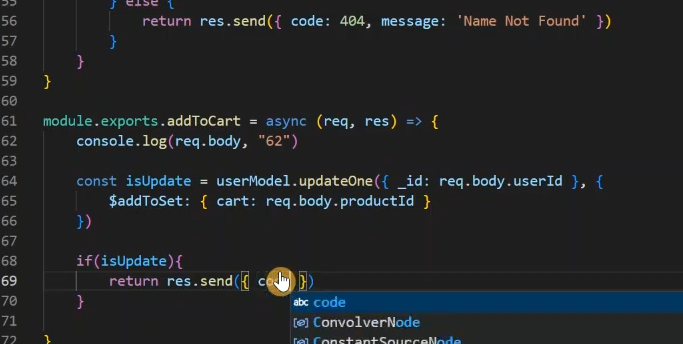 55 } else {
56 return res.send({ code: 404, message: 'Name Not Found' })
57 }
58 }
59 }
60
61 module.exports.addToCart = async (req, res) => {
62 console.log(req.body, "62")
63
64 const isUpdate = userModel.updateOne({ _id: req.body.userId }, {
65 $addToSet: { cart: req.body.productId }
66 })
67
68 if(isUpdate){
69 return res.send({ co })
70 }
abc code
71
[ø] ConvolverNode
72 }
[ø] ConstantSourceNode